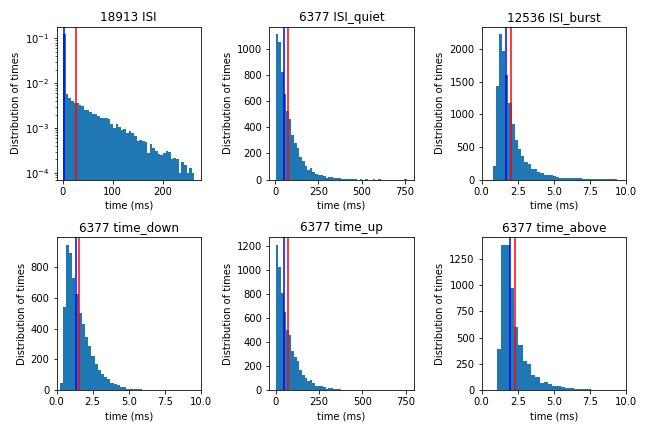 18913 ISI
6377 ISI_quiet
12536 ISI_burst
Distribution of times
10⁻¹
10⁻²
10⁻³
10⁻⁴
0 100 200
time (ms)
Distribution of times
1000
800
600
400
200
0
0 250 500 750
time (ms)
Distribution of times
2000
1500
1000
500
0
0.0 2.5 5.0 7.5 10.0
time (ms)
6377 time_down
6377 time_up
6377 time_above
Distribution of times
800
600
400
200
0
0.0 2.5 5.0 7.5 10.0
time (ms)
Distribution of times
1200
1000
800
600
400
200
0
0 250 500 750
time (ms)
Distribution of times
1250
1000
750
500
250
0
0.0 2.5 5.0 7.5 10.0
time (ms)